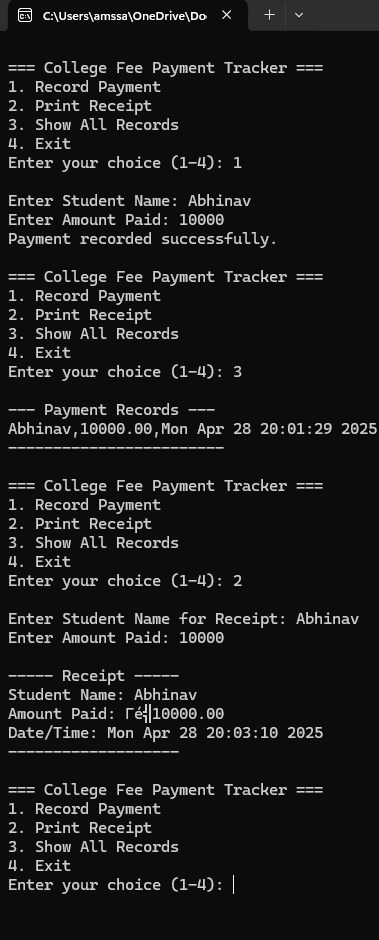 C:\Users\amssa\OneDrive\Do
=== College Fee Payment Tracker ===
1. Record Payment
2. Print Receipt
3. Show All Records
4. Exit
Enter your choice (1-4): 1
Enter Student Name: Abhinav
Enter Amount Paid: 10000
Payment recorded successfully.
=== College Fee Payment Tracker ===
1. Record Payment
2. Print Receipt
3. Show All Records
4. Exit
Enter your choice (1-4): 3
--- Payment Records ---
Abhinav,10000.00,Mon Apr 28 20:01:29 2025
------------------------
=== College Fee Payment Tracker ===
1. Record Payment
2. Print Receipt
3. Show All Records
4. Exit
Enter your choice (1-4): 2
Enter Student Name for Receipt: Abhinav
Enter Amount Paid: 10000
----- Receipt -----
Student Name: Abhinav
Amount Paid: 10000.00
Date/Time: Mon Apr 28 20:03:10 2025
-------------------
=== College Fee Payment Tracker ===
1. Record Payment
2. Print Receipt
3. Show All Records
4. Exit
Enter your choice (1-4):